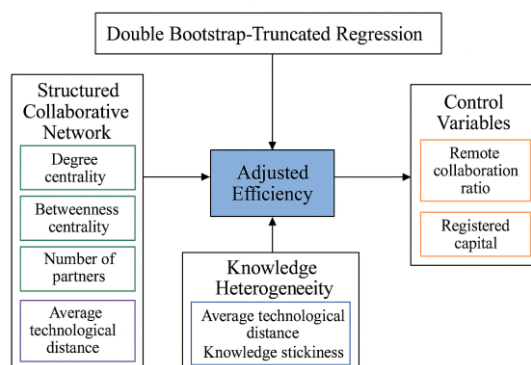 Double Bootstrap-Truncated Regression
Structured
Collaborative
Network
Degree
centrality
Betweenness
centrality
Number of
partners
Average
technological
distance
Adjusted
Efficiency
Knowledge
Heterogeneeity
Average technological
distance
Knowledge stickiness
Control
Variables
Remote
collaboration
ratio
Registered
capital